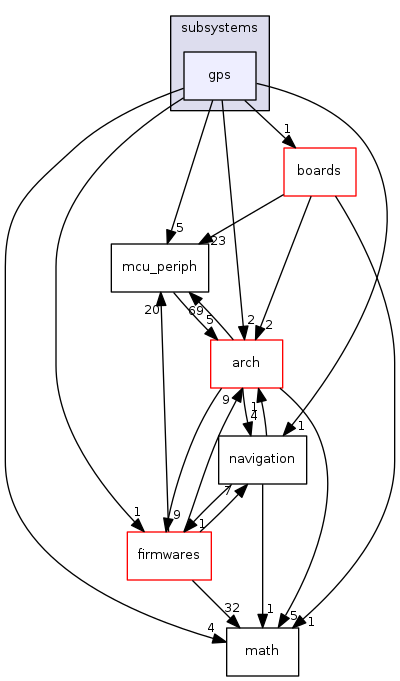 subsystems
gps
1
boards
5
23
mcu_periph
20
69
5
2
2
arch
9
1
4
1
navigation
7
1
9
1
firmwares
32
1
5
1
4
math